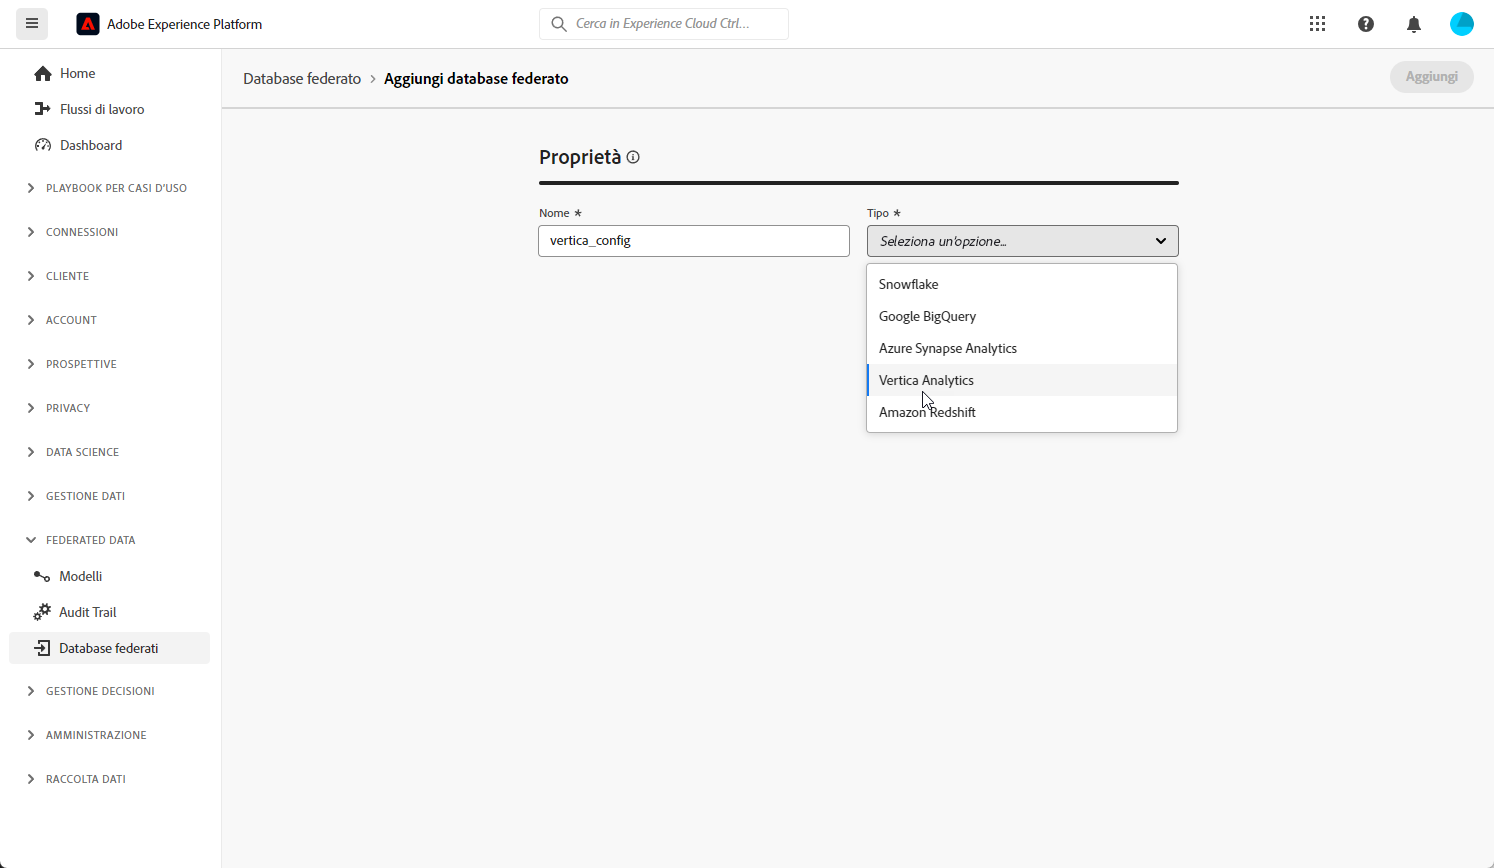 Adobe Experience Platform
Cerca in Experience Cloud Ctrl...
Home
Flussi di lavoro
Dashboard
PLAYBOOK PER CASI D'USO
CONNESSIONI
CLIENTE
ACCOUNT
PROSPETTIVE
PRIVACY
DATA SCIENCE
GESTIONE DATI
FEDERATED DATA
Modelli
Audit Trail
Database federati
GESTIONE DECISIONI
AMMINISTRAZIONE
RACCOLTA DATI
Database federato > Aggiungi database federato
Aggiungi
Proprietà
Nome *
vertica_config
Tipo *
Seleziona un'opzione...
Snowflake
Google BigQuery
Azure Synapse Analytics
Vertica Analytics
Amazon Redshift